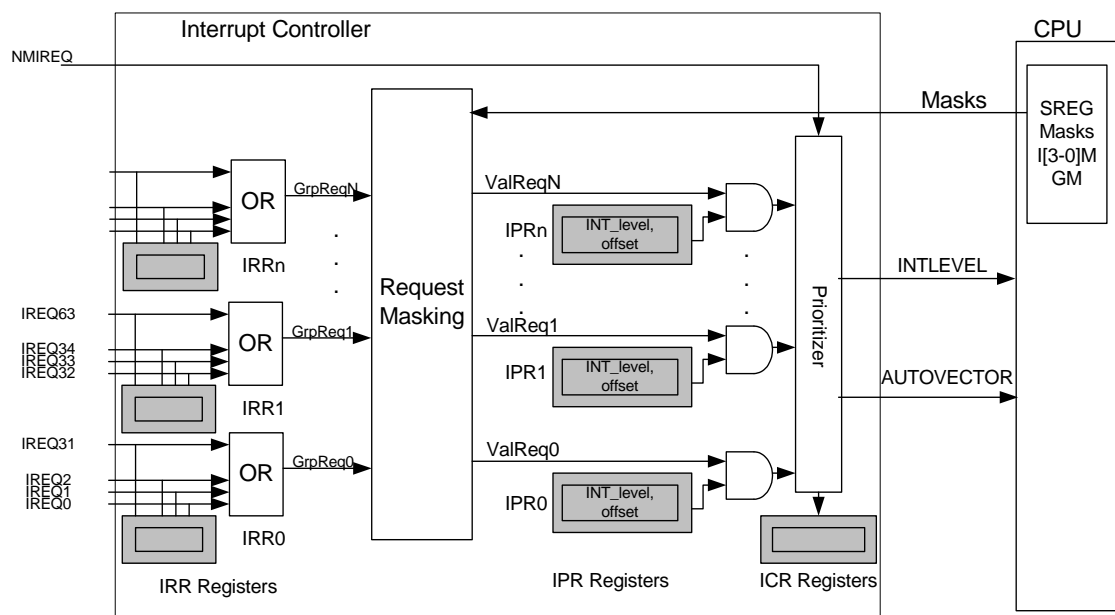 Interrupt Controller
CPU
NMIREQ
Masks
SREG
Masks
I[3-0]M
GM
OR
GrpReqN
ValReqN
IRRn
IPRn
INT_level,
offset
Request
Masking
Prioritizer
INTLEVEL
IREQ63
OR
GrpReq1
ValReq1
IREQ34
IREQ33
IREQ32
IRR1
IPR1
INT_level,
offset
AUTOVECTOR
IREQ31
OR
GrpReq0
ValReq0
IREQ2
IREQ1
IREQ0
IRR0
IPR0
INT_level,
offset
IRR Registers
IPR Registers
ICR Registers